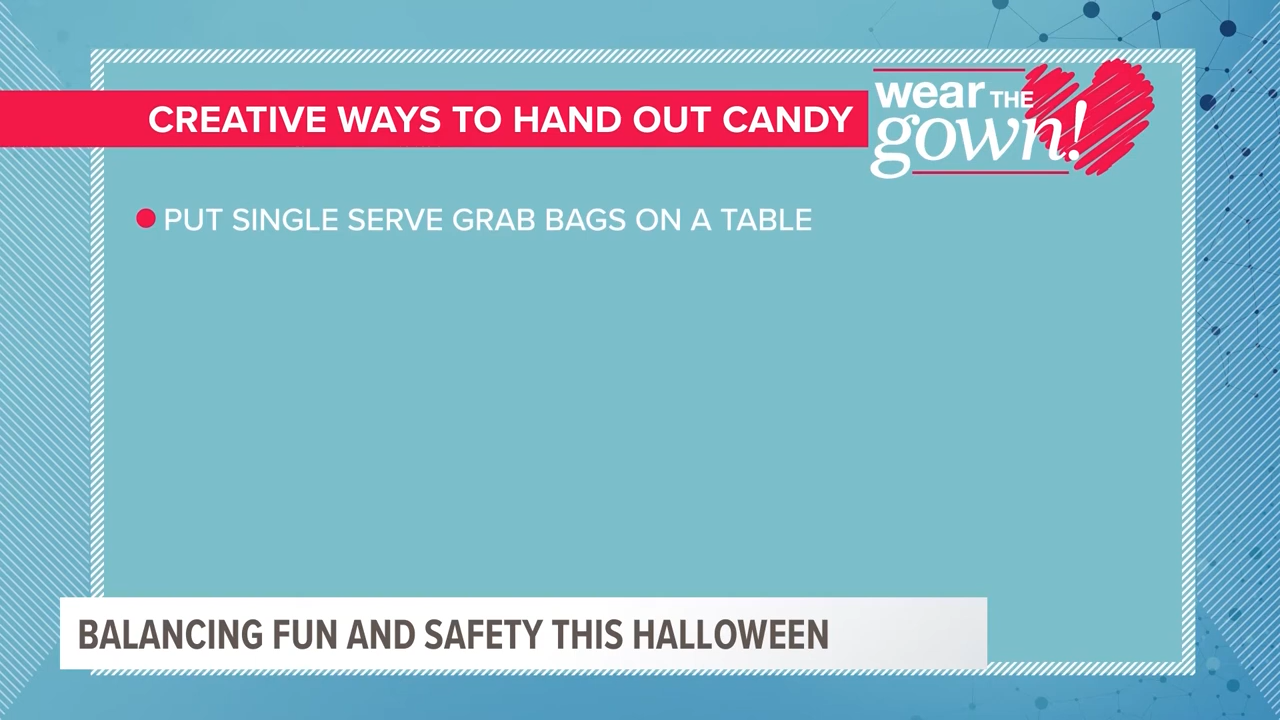 CREATIVE WAYS TO HAND OUT CANDY
wear THE
gown!
PUT SINGLE SERVE GRAB BAGS ON A TABLE
BALANCING FUN AND SAFETY THIS HALLOWEEN